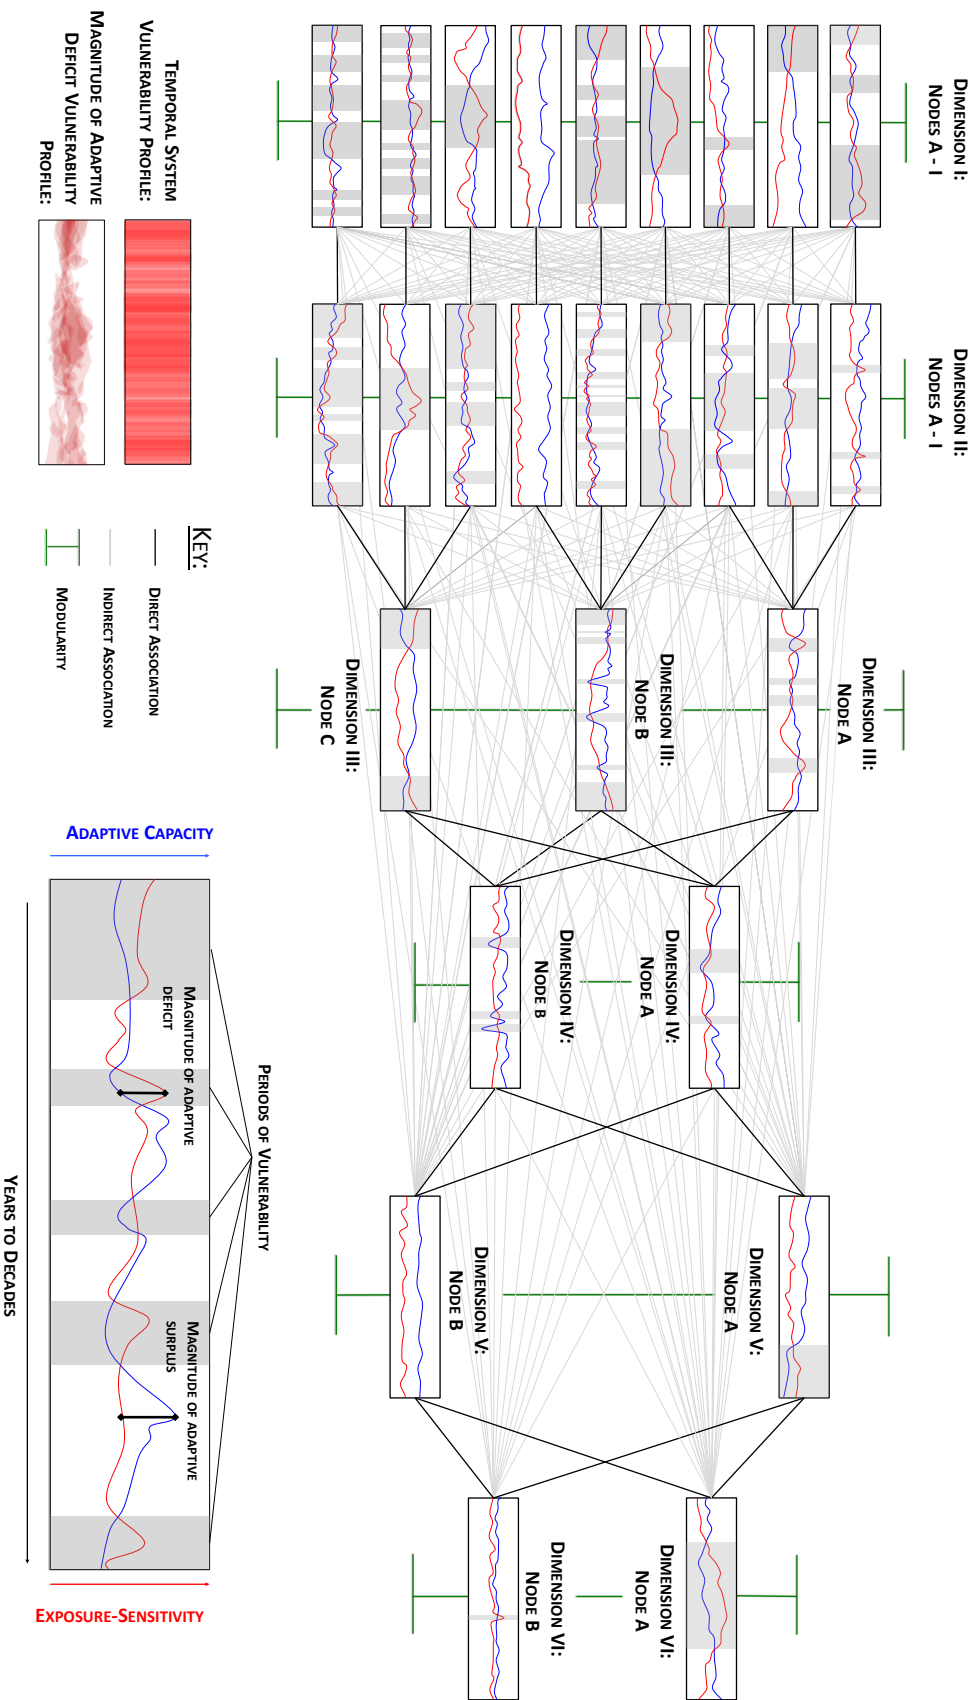 DIMENSION I:
NODES A - I
DIMENSION II:
NODES A - I
DIMENSION III:
NODE A
DIMENSION III:
NODE B
DIMENSION III:
NODE C
DIMENSION IV:
NODE A
DIMENSION IV:
NODE B
DIMENSION V:
NODE A
DIMENSION V:
NODE B
DIMENSION VI:
NODE A
DIMENSION VI:
NODE B
TEMPORAL SYSTEM
VULNERABILITY PROFILE:
MAGNITUDE OF ADAPTIVE
DEFICIT VULNERABILITY
PROFILE:
KEY:
DIRECT ASSOCIATION
INDIRECT ASSOCIATION
MODULARITY
PERIODS OF VULNERABILITY
ADAPTIVE CAPACITY
MAGNITUDE OF ADAPTIVE
DEFICIT
MAGNITUDE OF ADAPTIVE
SURPLUS
EXPOSURE-SENSITIVITY
YEARS TO DECADES